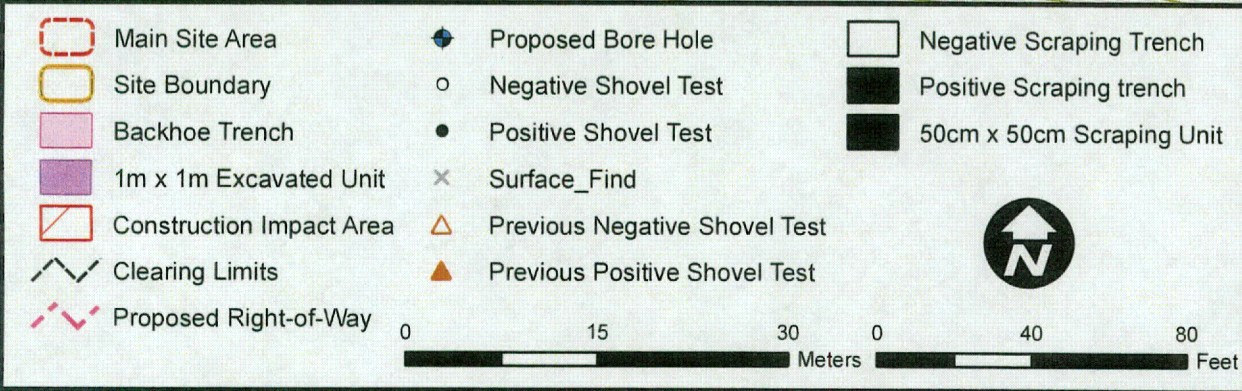 Main Site Area
Site Boundary
Backhoe Trench
1m x 1m Excavated Unit
Construction Impact Area
Clearing Limits
Proposed Right-of-Way
Proposed Bore Hole
Negative Shovel Test
Positive Shovel Test
Surface_Find
Previous Negative Shovel Test
Previous Positive Shovel Test
Negative Scraping Trench
Positive Scraping trench
50cm x 50cm Scraping Unit
N
0 15 30
Meters
0 40 80
Feet